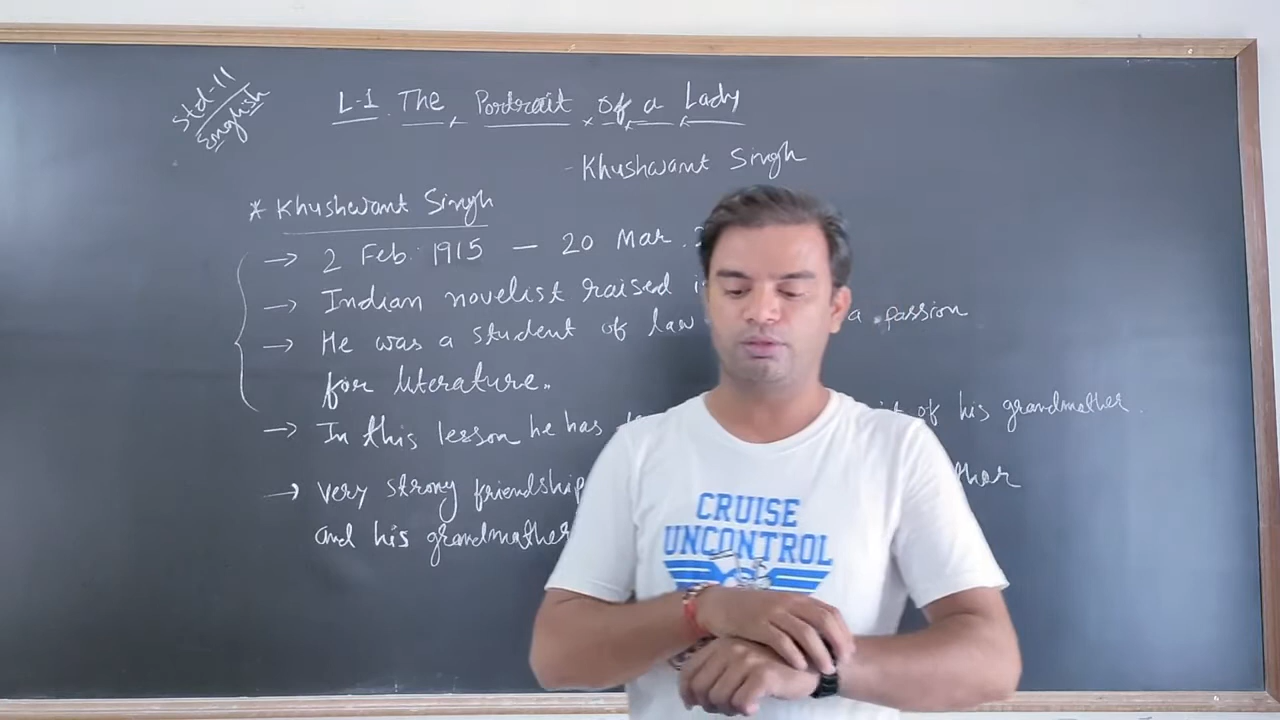 Std-11
English
L-1. The Portrait of a Lady
- Khushwant Singh
* Khushwant Singh
→ 2 Feb. 1915 — 20 Mar.
→ Indian novelist raised
→ He was a student of law a passion
for literature.
→ In this lesson he has of his grandmother.
→ Very strong friendship
and his grandmother
CRUISE
UNCONTROL